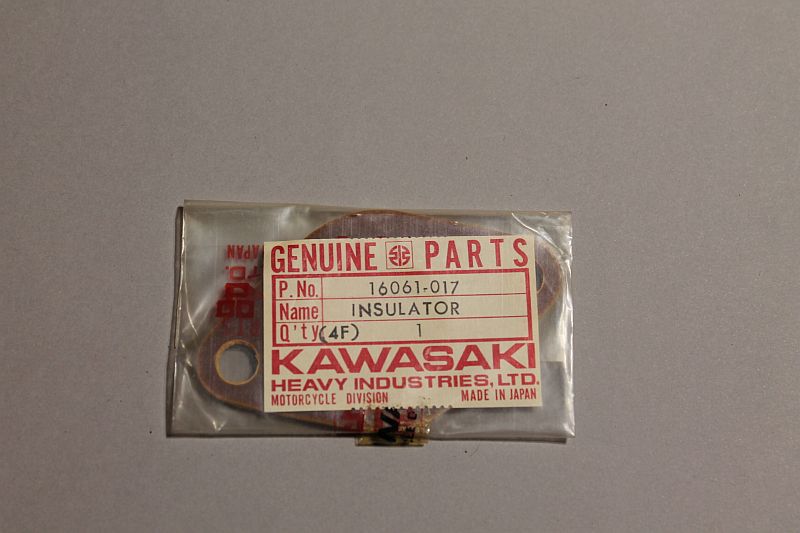 GENUINE PARTS
P.No. 16061-017
Name INSULATOR
Q'ty (4F) 1
KAWASAKI
HEAVY INDUSTRIES, LTD.
MOTORCYCLE DIVISION MADE IN JAPAN
JAPAN